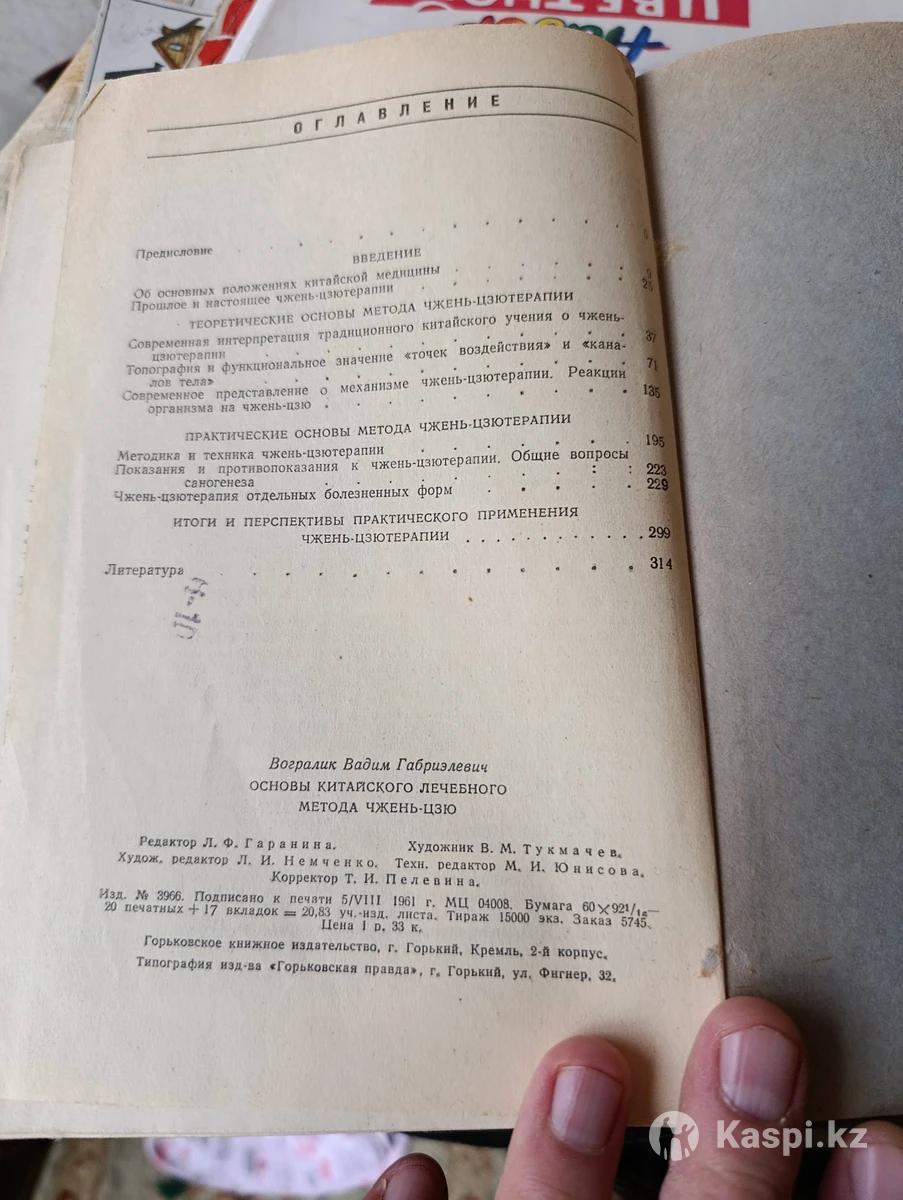 ЦВЕТНО
ОГЛАВЛЕНИЕ
Предисловие . . . . . . . . . . .
ВВЕДЕНИЕ
Об основных положениях китайской медицины . . . . . 9
Прошлое и настоящее чжень-цзютерапии . . . . . . 25
ТЕОРЕТИЧЕСКИЕ ОСНОВЫ МЕТОДА ЧЖЕНЬ-ЦЗЮТЕРАПИИ
Современная интерпретация традиционного китайского учения о чжень-
цзютерапии . . . . . . . . . . . 37
Топография и функциональное значение «точек воздействия» и «кана-
лов тела» . . . . . . . . . . . 71
Современное представление о механизме чжень-цзютерапии. Реакции
организма на чжень-цзю . . . . . . . . . 135
ПРАКТИЧЕСКИЕ ОСНОВЫ МЕТОДА ЧЖЕНЬ-ЦЗЮТЕРАПИИ
Методика и техника чжень-цзютерапии . . . . . . . 195
Показания и противопоказания к чжень-цзютерапии. Общие вопросы
саногенеза . . . . . . . . . : : 223
Чжень-цзютерапия отдельных болезненных форм . . . . . 229
ИТОГИ И ПЕРСПЕКТИВЫ ПРАКТИЧЕСКОГО ПРИМЕНЕНИЯ
ЧЖЕНЬ-ЦЗЮТЕРАПИИ . . . . . . . . . . . . 299
Литература . . . . . . . . . . . . . 314
Вогралик Вадим Габриэлевич
ОСНОВЫ КИТАЙСКОГО ЛЕЧЕБНОГО
МЕТОДА ЧЖЕНЬ-ЦЗЮ
Редактор Л. Ф. Гаранина. Художник В. М. Тукмачев.
Худож. редактор Л. И. Немченко. Техн. редактор М. И. Юнисова.
Корректор Т. И. Пелевина.
Изд. № 3966. Подписано к печати 5/VIII 1961 г. МЦ 04008. Бумага 60×92 1/16—
20 печатных + 17 вкладок = 20,83 уч.-изд. листа. Тираж 15000 экз. Заказ 5745.
Цена 1 р. 33 к.
Горьковское книжное издательство, г. Горький, Кремль, 2-й корпус.
Типография изд-ва «Горьковская правда», г. Горький, ул. Фигнер, 32.
Kaspi.kz